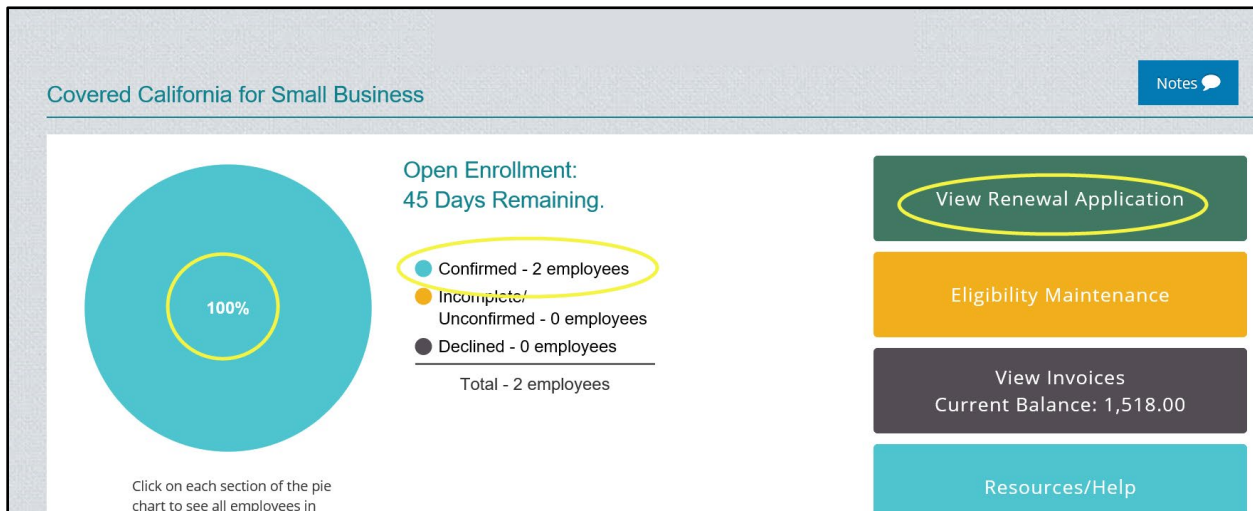 Covered California for Small Business
Notes
Open Enrollment:
45 Days Remaining.
100%
Confirmed - 2 employees
Incomplete/
Unconfirmed - 0 employees
Declined - 0 employees
Total - 2 employees
Click on each section of the pie
chart to see all employees in
View Renewal Application
Eligibility Maintenance
View Invoices
Current Balance: 1,518.00
Resources/Help